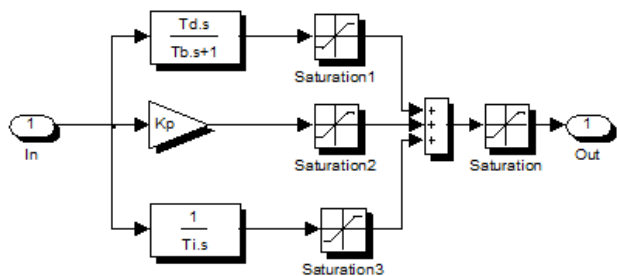 Td.s
Tb.s+1
Saturation1
1
In
Kp
Saturation2
+
+
+
Saturation
1
Out
1
Ti.s
Saturation3